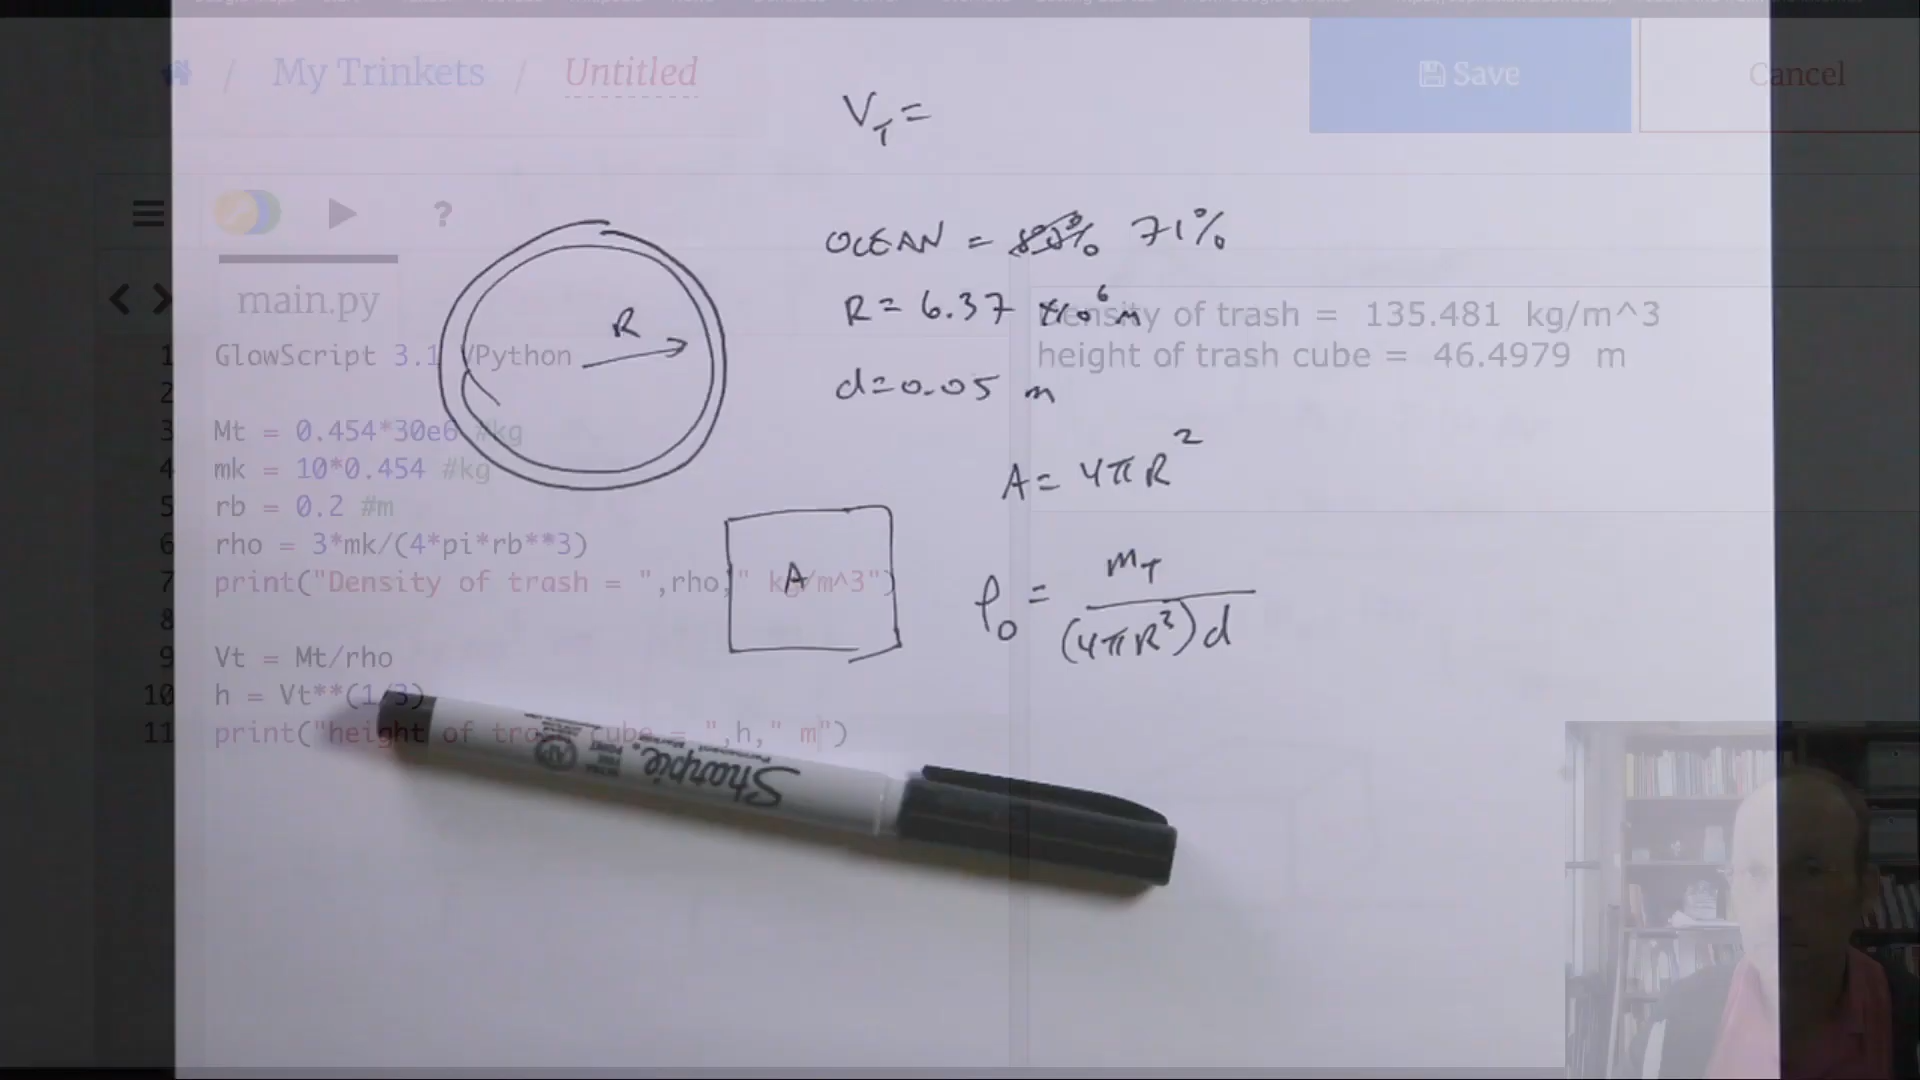 / My Trinkets / Untitled
Save
Cancel
?
main.py
1 GlowScript 3.1 VPython
2
3 Mt = 0.454*30e6 #kg
4 mk = 10*0.454 #kg
5 rb = 0.2 #m
6 rho = 3*mk/(4*pi*rb**3)
7 print("Density of trash = ",rho," kg/m^3")
8
9 Vt = Mt/rho
10 h = Vt**(1/3)
11 print("height of trash cube = ",h," m")
density of trash = 135.481 kg/m^3
height of trash cube = 46.4979 m
V_T =
OCEAN = 71%
R = 6.37 x10^6 m
d=0.05 m
R
A = 4πR^2
A
ρ_0 = m_T / (4πR^2)d
Sharpie.